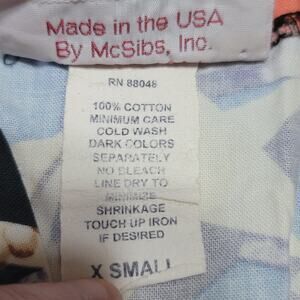 Made in the USA
By McSibs, Inc.
RN 88048
100% COTTON
MINIMUM CARE
COLD WASH
DARK COLORS
SEPARATELY
NO BLEACH
LINE DRY TO
MINIMIZE
SHRINKAGE
TOUCH UP IRON
IF DESIRED
X SMALL